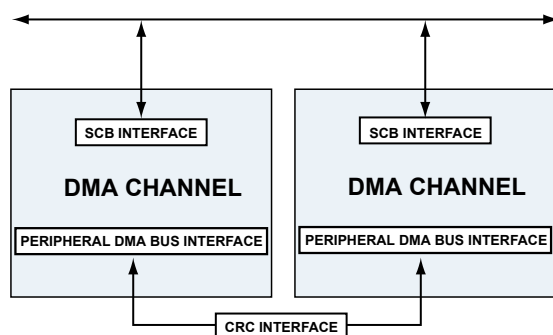 SCB INTERFACE
SCB INTERFACE
DMA CHANNEL
DMA CHANNEL
PERIPHERAL DMA BUS INTERFACE
PERIPHERAL DMA BUS INTERFACE
CRC INTERFACE